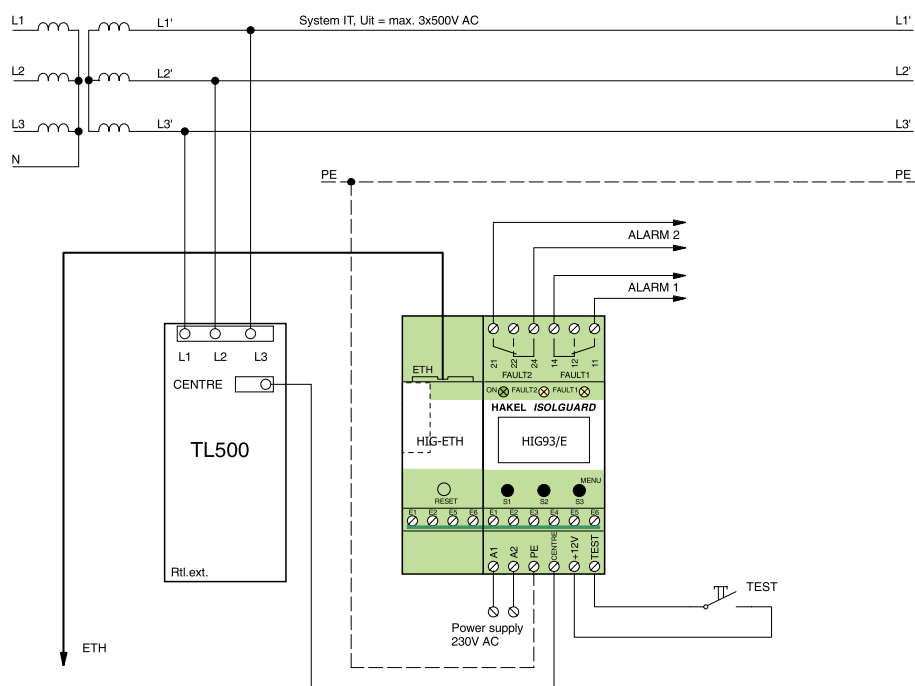 L1 L1' System IT, Uit = max. 3x500V AC L1'
L2 L2' L2'
L3 L3' L3'
N
PE PE
ALARM 2
ALARM 1
L1 L2 L3
CENTRE
TL500
Rtl.ext.
ETH
21 22 24 14 12 11
FAULT2 FAULT1
ON FAULT2 FAULT1
HAKEL ISOLGUARD
HIG-ETH HIG93/E
MENU
RESET S1 S2 S3
E1 E2 E5 E6 E1 E2 E3 E4 E5 E6
A1 A2 PE CENTRE +12V TEST
TEST
Power supply
230V AC
ETH